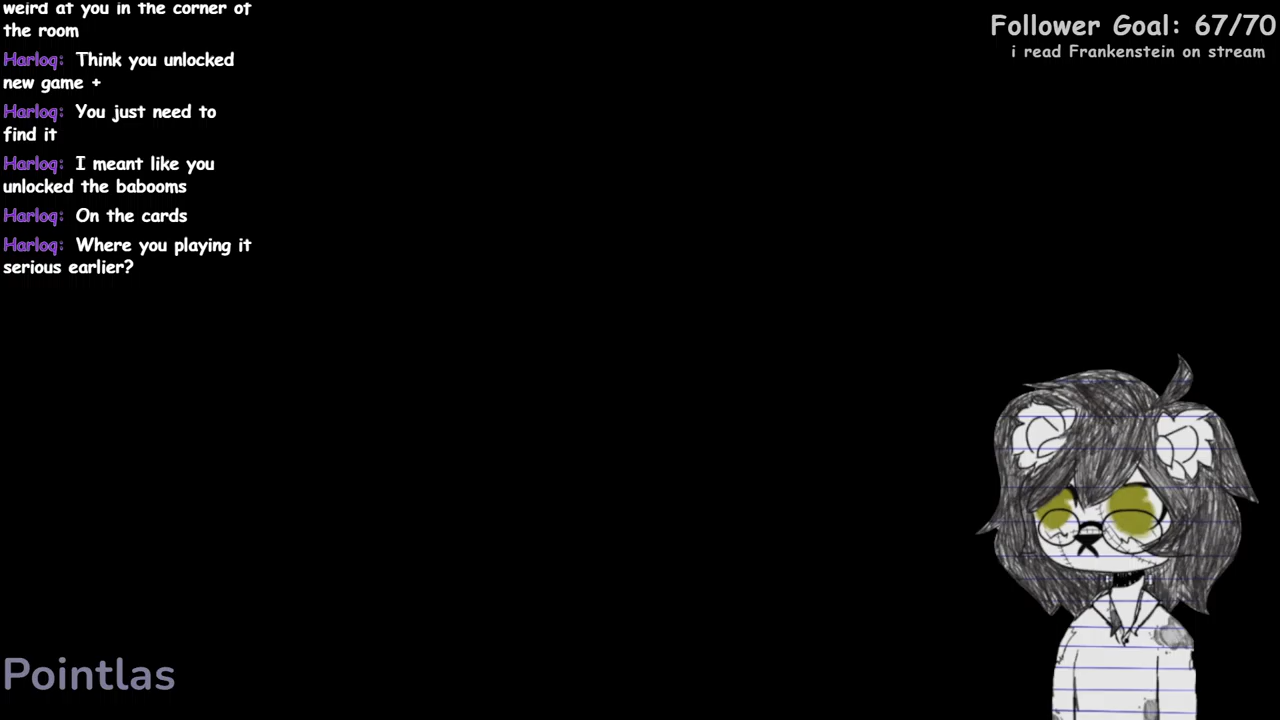 weird at you in the corner of
the room
Harloq: Think you unlocked
new game +
Harloq: You just need to
find it
Harloq: I meant like you
unlocked the babooms
Harloq: On the cards
Harloq: Where you playing it
serious earlier?
Follower Goal: 67/70
i read Frankenstein on stream
Pointlas